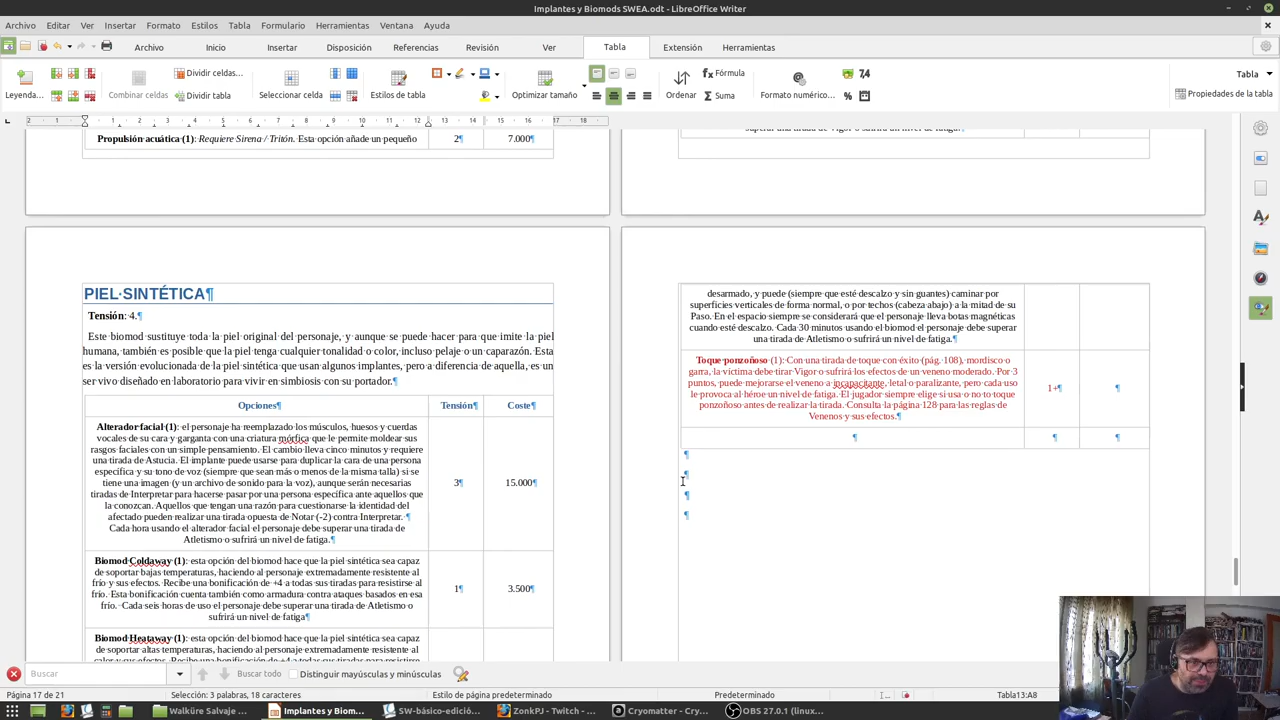 Implantes y Biomods SWEA.odt - LibreOffice Writer
Archivo Editar Ver Insertar Formato Estilos Tabla Formulario Herramientas Ventana Ayuda
Archivo Inicio Insertar Disposición Referencias Revisión Ver Tabla Extensión Herramientas
Leyenda... Combinar celdas Dividir celdas... Dividir tabla Seleccionar celda Estilos de tabla Optimizar tamaño Ordenar Fórmula Suma Formato numérico... Tabla Propiedades de la tabla
Propulsión acuática (1): Requiere Sirena / Tritón. Esta opción añade un pequeño 2¶ 7.000¶
PIEL·SINTÉTICA¶
Tensión: 4.¶
Este biomod sustituye toda la piel original del personaje, y aunque se puede hacer para que imite la piel
humana, también es posible que la piel tenga cualquier tonalidad o color, incluso pelaje o un caparazón. Esta
es la versión evolucionada de la piel sintética que usan algunos implantes, pero a diferencia de aquella, es un
ser vivo diseñado en laboratorio para vivir en simbiosis con su portador.¶
Opciones¶ Tensión¶ Coste¶
Alterador facial (1): el personaje ha reemplazado los músculos, huesos y cuerdas
vocales de su cara y garganta con una criatura mórfica que le permite moldear sus
rasgos faciales con un simple pensamiento. El cambio lleva cinco minutos y requiere
una tirada de Astucia. El implante puede usarse para duplicar la cara de una persona
específica y su tono de voz (siempre que sean más o menos de la misma talla) si se
tiene una imagen (y un archivo de sonido para la voz), aunque serán necesarias
tiradas de Interpretar para hacerse pasar por una persona específica ante aquellos que
la conozcan. Aquellos que tengan una razón para cuestionarse la identidad del
afectado pueden realizar una tirada opuesta de Notar (-2) contra Interpretar. ¶
Cada hora usando el alterador facial el personaje debe superar una tirada de
Atletismo o sufrirá un nivel de fatiga.¶
3¶ 15.000¶
Biomod Coldaway (1): esta opción del biomod hace que la piel sintética sea capaz
de soportar bajas temperaturas, haciendo al personaje extremadamente resistente al
frío y sus efectos. Recibe una bonificación de +4 a todas sus tiradas para resistirse al
frío. Esta bonificación cuenta también como armadura contra ataques basados en esa
frío. Cada seis horas de uso el personaje debe superar una tirada de Atletismo o
sufrirá un nivel de fatiga¶
1¶ 3.500¶
Biomod Heataway (1): esta opción del biomod hace que la piel sintética sea capaz
de soportar altas temperaturas, haciendo al personaje extremadamente resistente al
desarmado, y puede (siempre que esté descalzo y sin guantes) caminar por
superficies verticales de forma normal, o por techos (cabeza abajo) a la mitad de su
Paso. En el espacio siempre se considerará que el personaje lleva botas magnéticas
cuando esté descalzo. Cada 30 minutos usando el biomod el personaje debe superar
una tirada de Atletismo o sufrirá un nivel de fatiga.¶
Toque ponzoñoso (1): Con una tirada de toque con éxito (pág. 108), mordisco o
garra, la víctima debe tirar Vigor o sufrirá los efectos de un veneno moderado. Por 3
puntos, puede mejorarse el veneno a incapacitante, letal o paralizante, pero cada uso
le provoca al héroe un nivel de fatiga. El jugador siempre elige si usa o no to toque
ponzoñoso antes de realizar la tirada. Consulta la página 128 para las reglas de
Venenos y sus efectos.¶
1+¶ ¶
Buscar Buscar todo Distinguir mayúsculas y minúsculas
Página 17 de 21 Selección: 3 palabras, 18 caracteres Estilo de página predeterminado Predeterminado Tabla13:A8
Walküre Salvaje ... Implantes y Biom... SW-básico-edició... ZonkPJ - Twitch - ... Cryomatter - Cry... OBS 27.0.1 (linux...